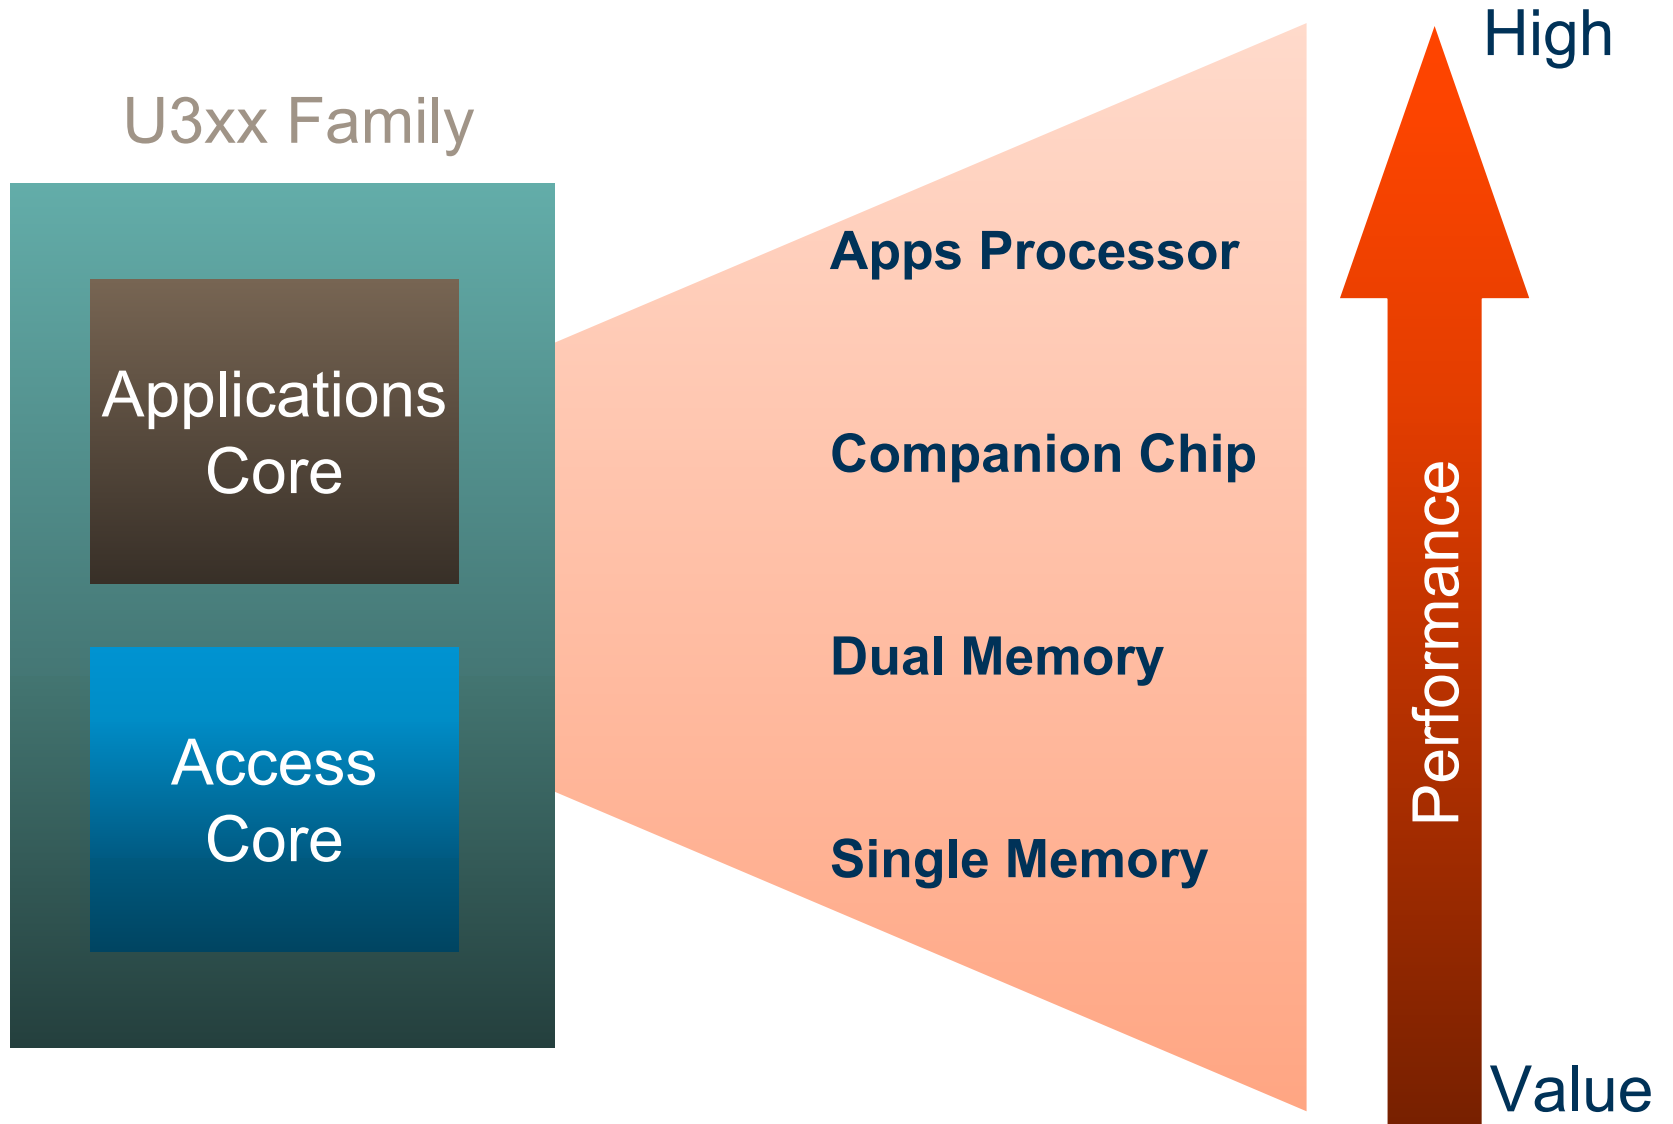 U3xx Family
Applications
Core
Access
Core
Apps Processor
Companion Chip
Dual Memory
Single Memory
High
Performance
Value